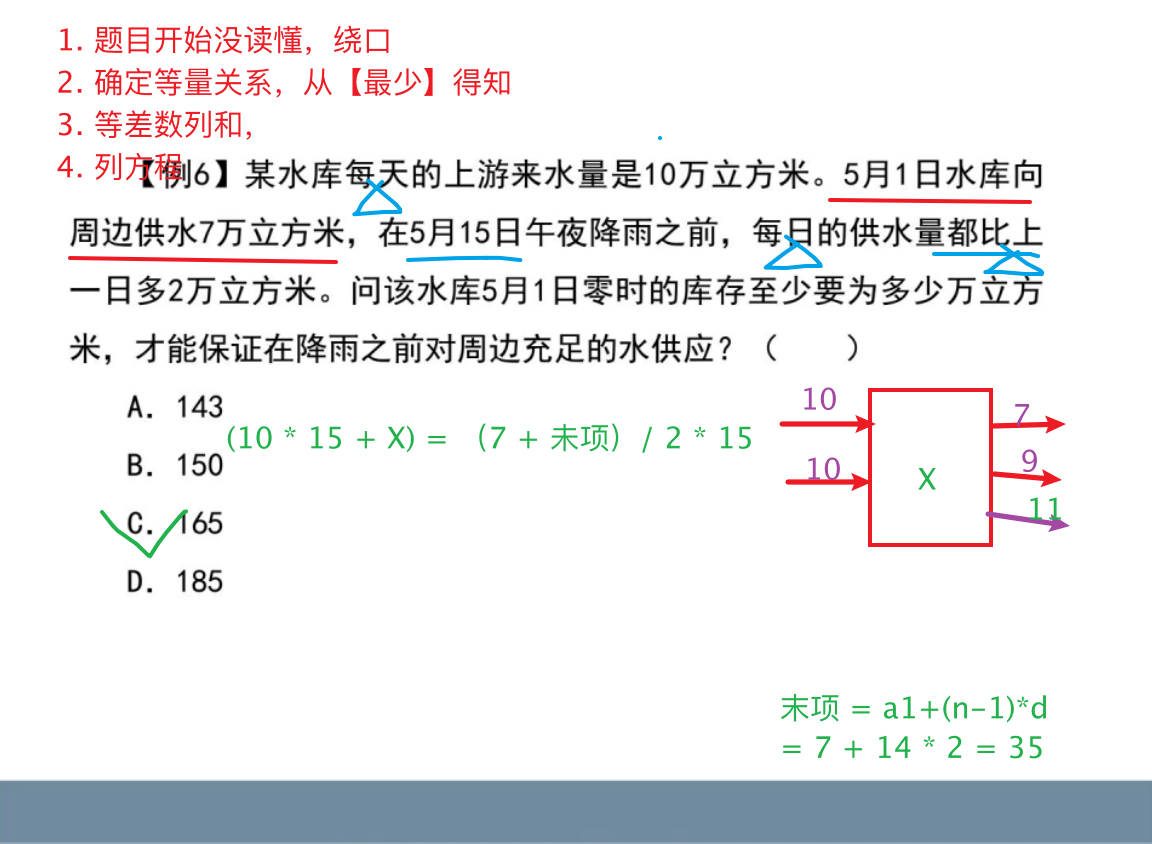 1. 题目开始没读懂，绕口
2. 确定等量关系，从【最少】得知
3. 等差数列和，
4. 列方程
【例6】某水库每天的上游来水量是10万立方米。5月1日水库向
周边供水7万立方米，在5月15日午夜降雨之前，每日的供水量都比上
一日多2万立方米。问该水库5月1日零时的库存至少要为多少万立方
米，才能保证在降雨之前对周边充足的水供应？（　　）
A. 143
(10 * 15 + X) = （7 + 末项）/ 2 * 15
B. 150
C. 165
D. 185
10
7
10
9
X
11
末项 = a1+(n-1)*d
= 7 + 14 * 2 = 35